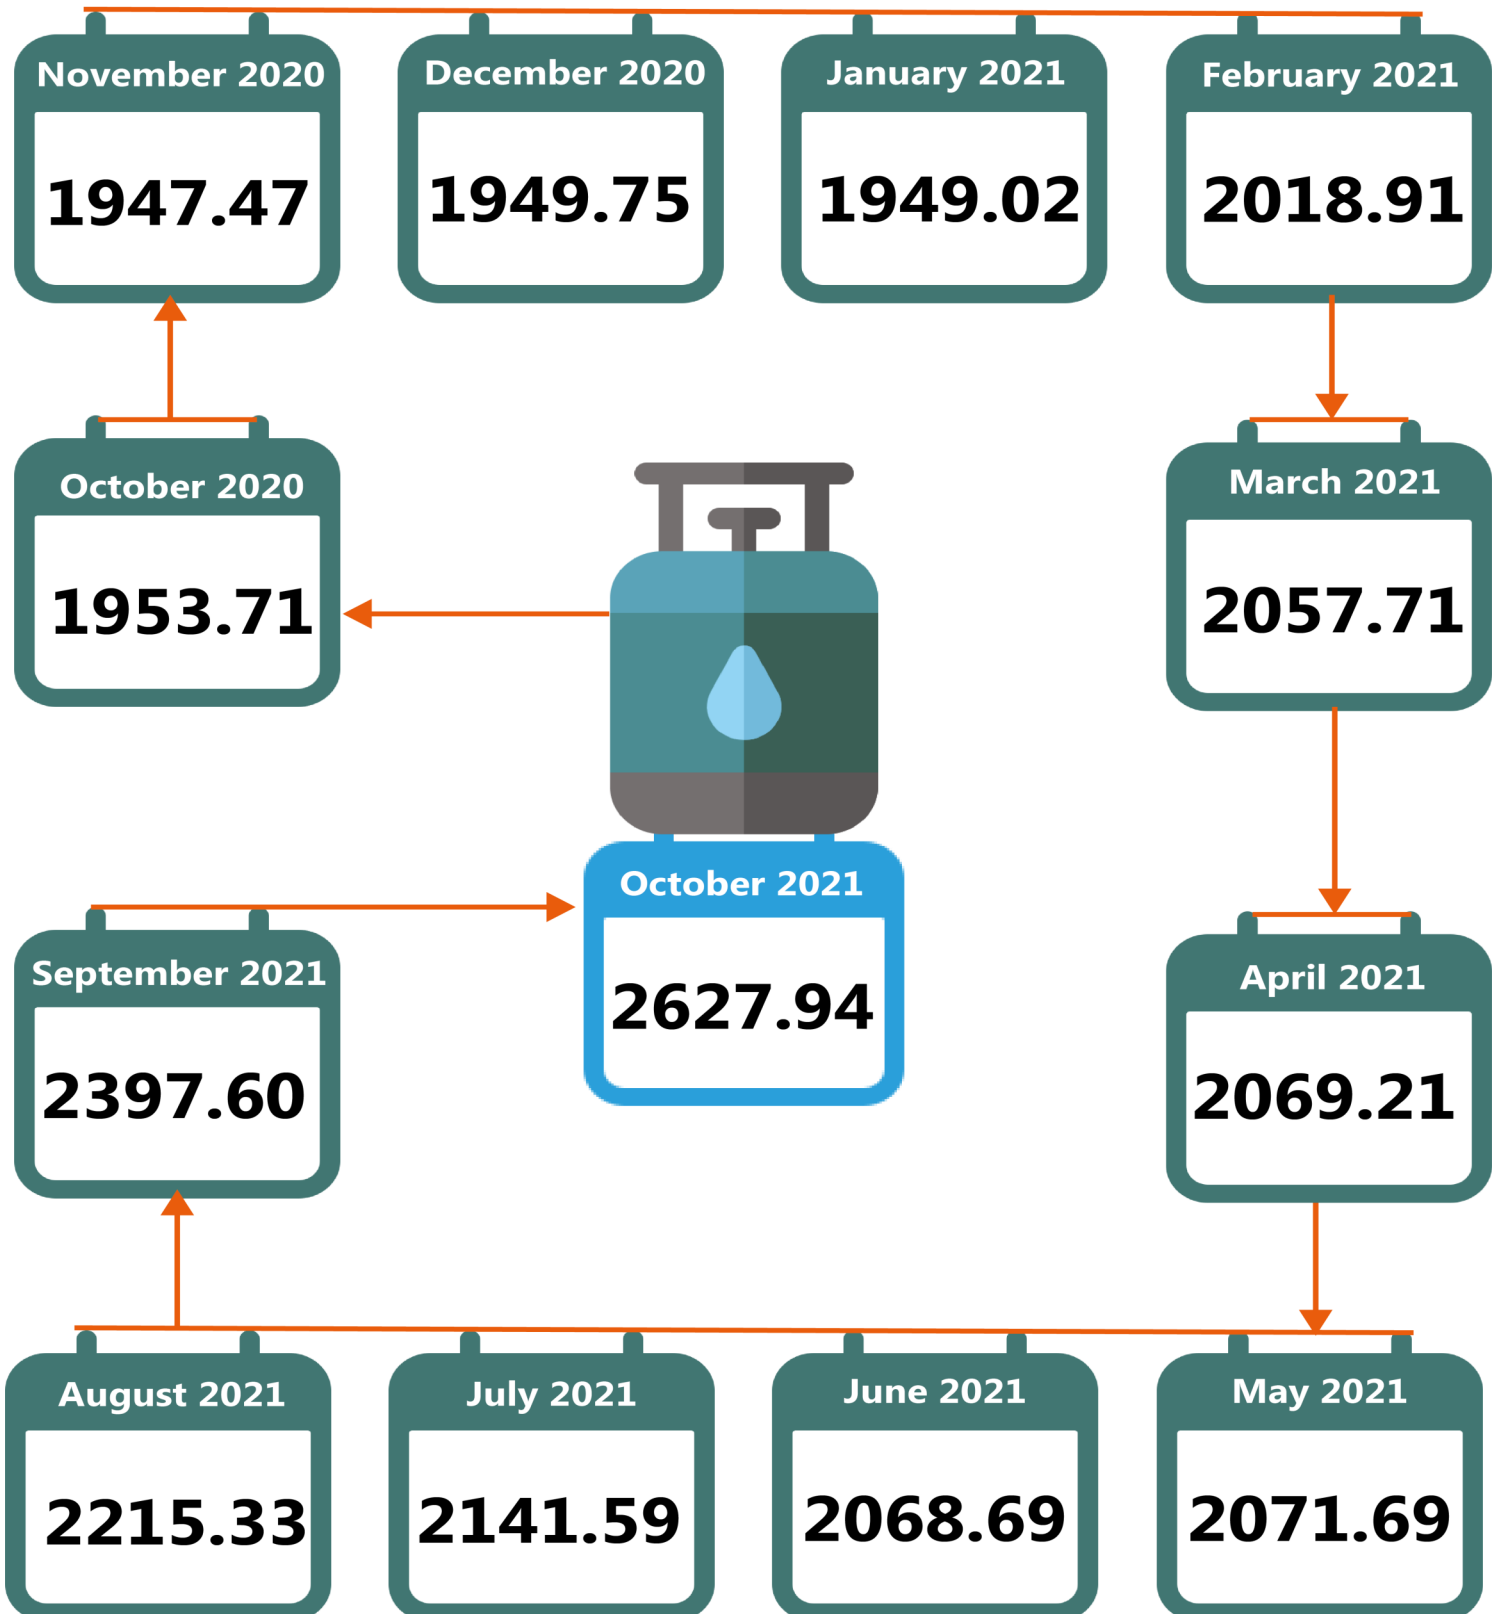 November 2020
1947.47
December 2020
1949.75
January 2021
1949.02
February 2021
2018.91
October 2020
1953.71
March 2021
2057.71
October 2021
2627.94
September 2021
2397.60
April 2021
2069.21
August 2021
2215.33
July 2021
2141.59
June 2021
2068.69
May 2021
2071.69